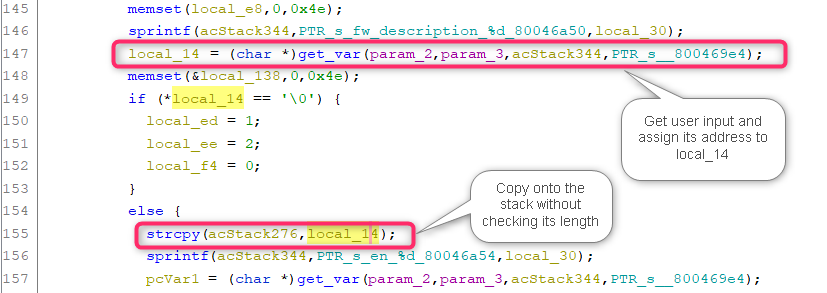 145 memset(local_e8,0,0x4e);
146 sprintf(acStack344,PTR_s_fw_description_%d_80046a50,local_30);
147 local_14 = (char *)get_var(param_2,param_3,acStack344,PTR_s__800469e4);
148 memset(&local_138,0,0x4e);
149 if (*local_14 == '\0') {
150 local_ed = 1;
151 local_ee = 2;
152 local_f4 = 0;
153 }
154 else {
155 strcpy(acStack276,local_14);
156 sprintf(acStack344,PTR_s_en_%d_80046a54,local_30);
157 pcVar1 = (char *)get_var(param_2,param_3,acStack344,PTR_s__800469e4);
Get user input and
assign its address to
local_14
Copy onto the
stack without
checking its length